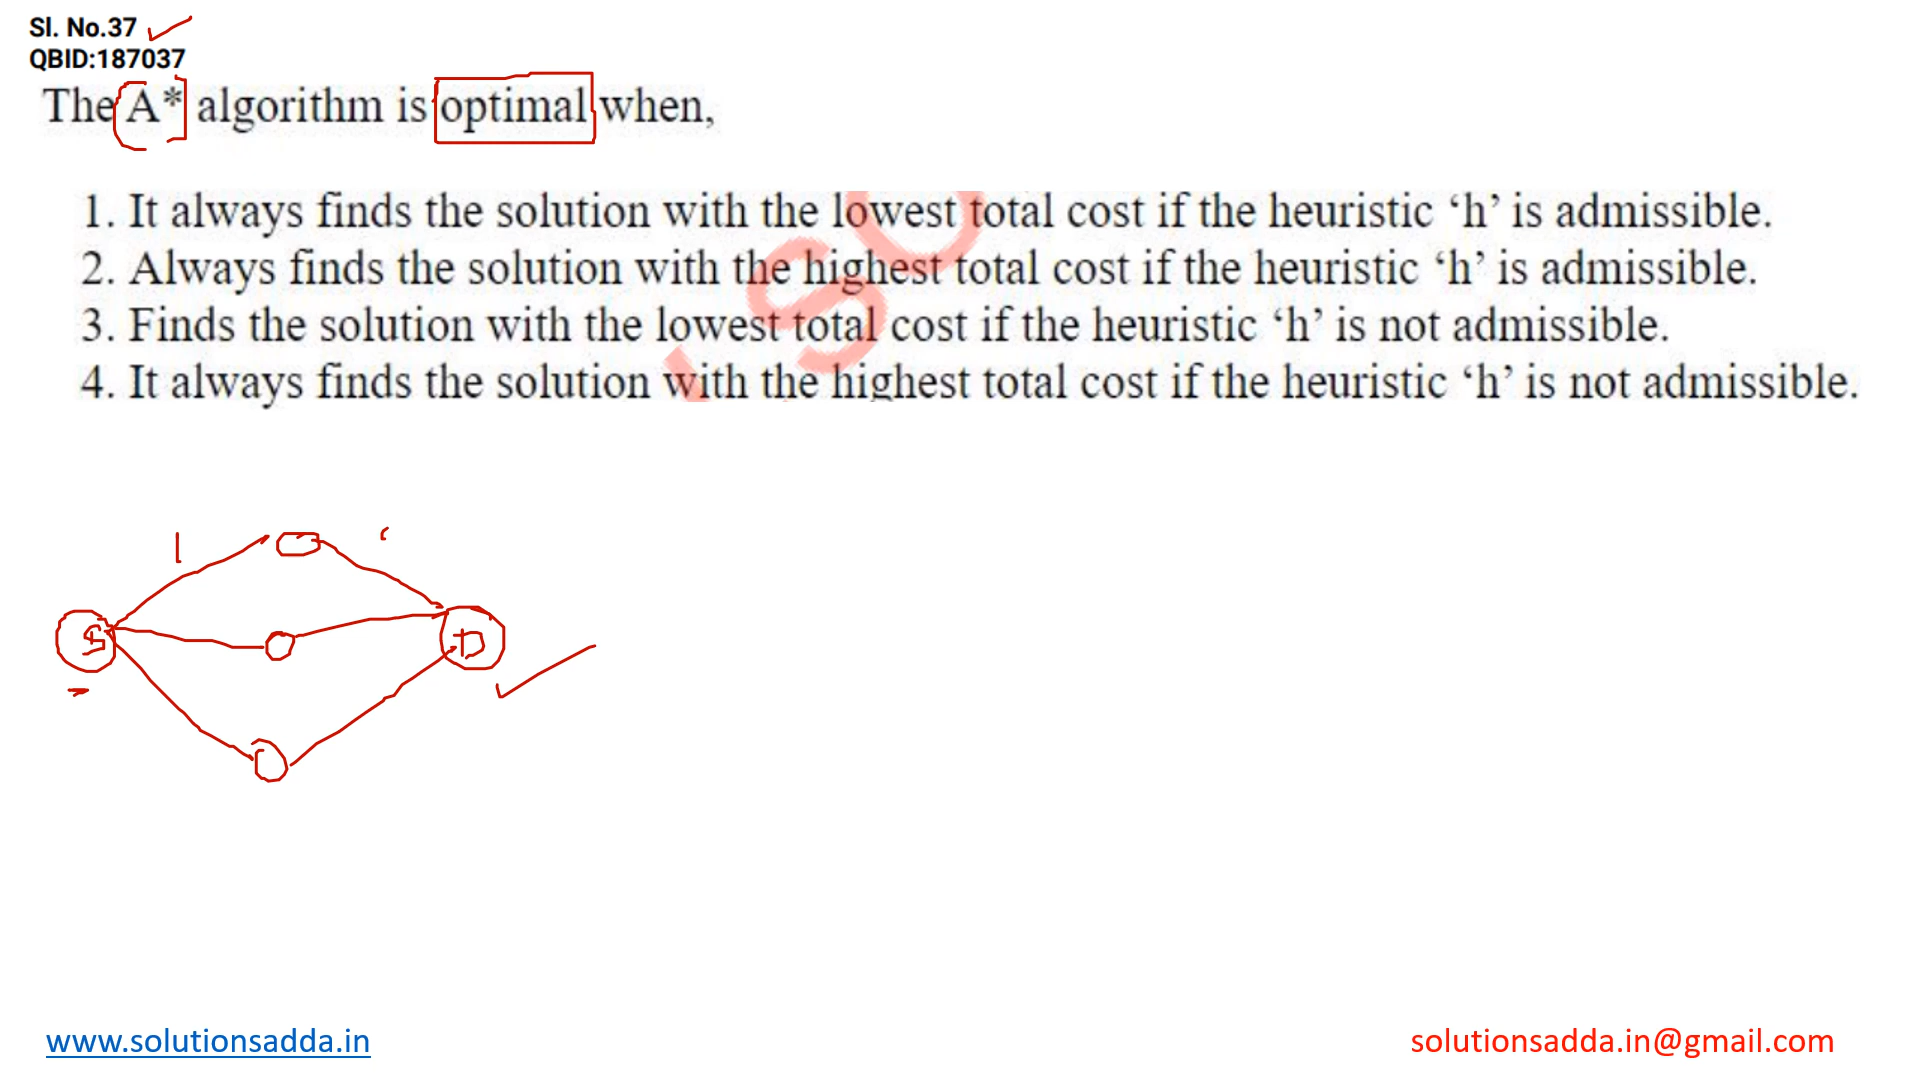 Sl. No.37
QBID:187037
The A* algorithm is optimal when,
1. It always finds the solution with the lowest total cost if the heuristic ‘h’ is admissible.
2. Always finds the solution with the highest total cost if the heuristic ‘h’ is admissible.
3. Finds the solution with the lowest total cost if the heuristic ‘h’ is not admissible.
4. It always finds the solution with the highest total cost if the heuristic ‘h’ is not admissible.
1
S
D
www.solutionsadda.in
solutionsadda.in@gmail.com